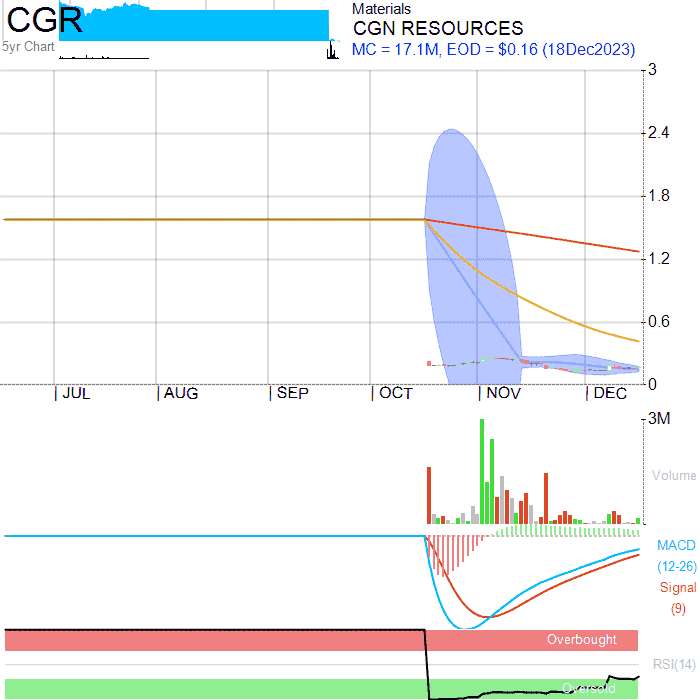 CGR
5yr Chart
Materials
CGN RESOURCES
MC = 17.1M, EOD = $0.16 (18Dec2023)
3
2.4
1.8
1.2
0.6
0
JUL
AUG
SEP
OCT
NOV
DEC
3M
Volume
MACD
(12-26)
Signal
(9)
Overbought
RSI(14)
Oversold